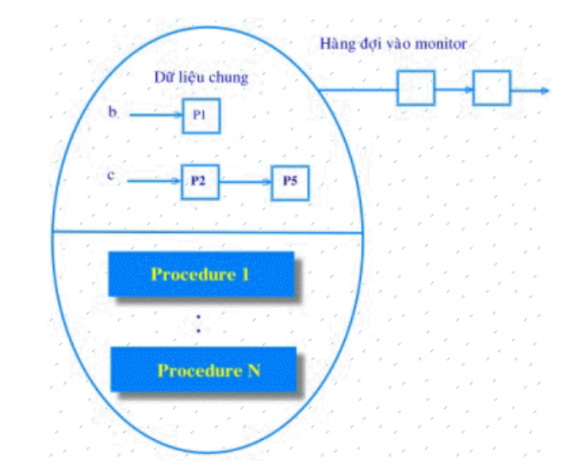 Hàng đợi vào monitor
Dữ liệu chung
b
P1
c
P2
P5
Procedure 1
:
Procedure N